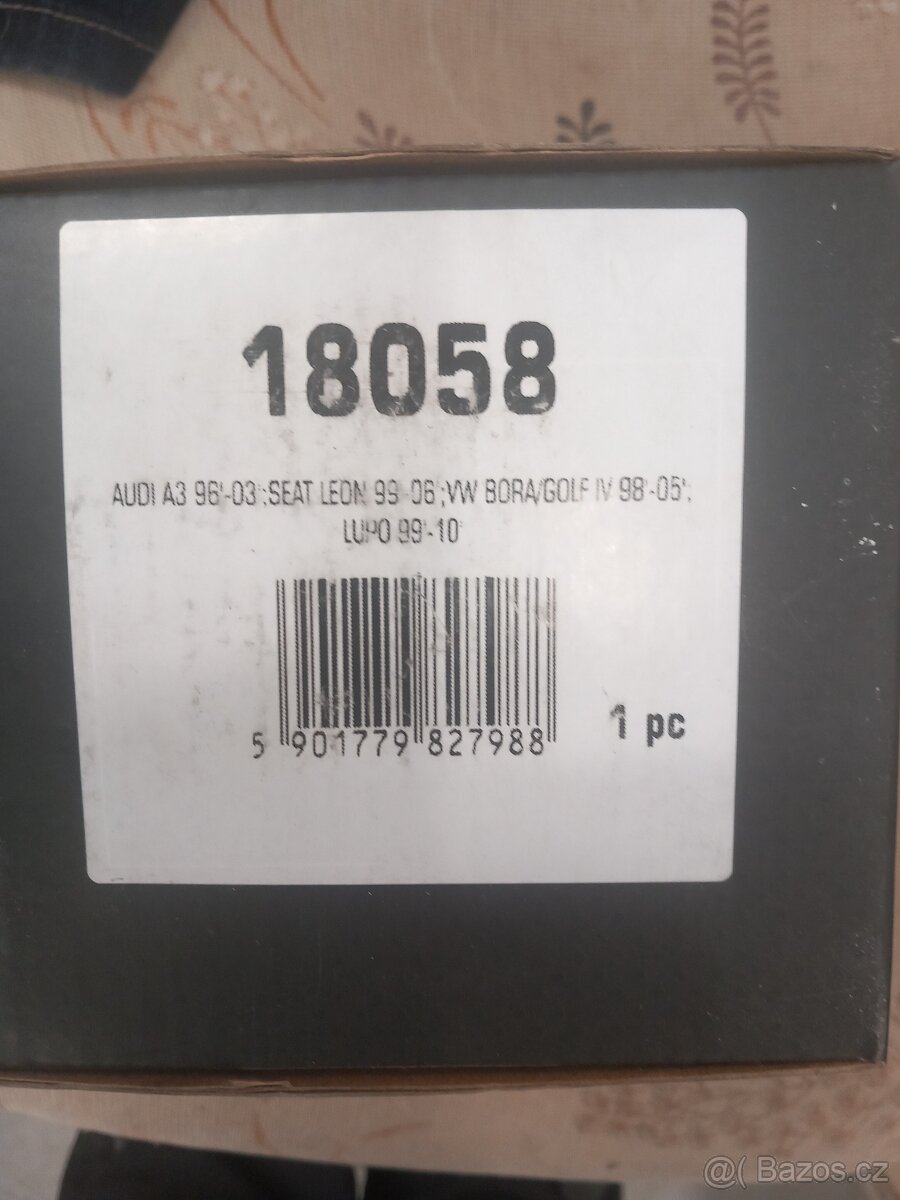 18058
AUDI A3 96'-03';SEAT LEON 99-06';VW BORA/GOLF IV 98'-05';
LUPO 99'-10'
5 901779 827988
1 pc
@( Bazos.cz